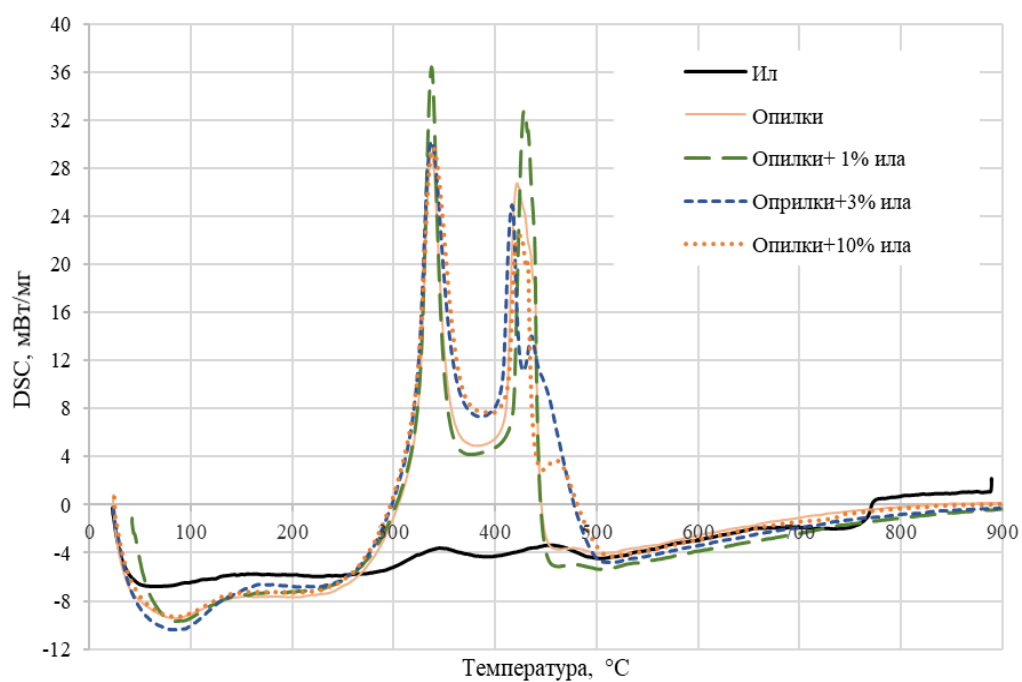 40
36
32
28
24
20
16
12
8
4
0
-4
-8
-12
DSC, мВт/мг
0 100 200 300 400 500 600 700 800 900
Температура, °C
Ил
Опилки
Опилки+ 1% ила
Оприлки+3% ила
Опилки+10% ила